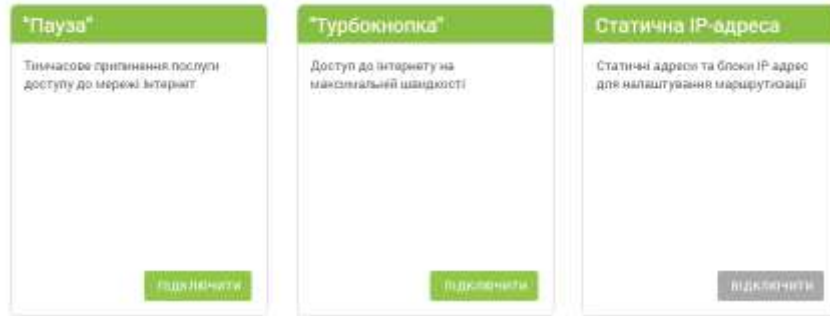 "Пауза"
Тимчасове припинення послуги
доступу до мережі Інтернет
ПІДКЛЮЧИТИ
"Турбокнопка"
Доступ до Інтернету на
максимальній швидкості
ПІДКЛЮЧИТИ
Статична IP-адреса
Статичні адреси та блоки IP адрес
для налаштування маршрутизації
ВІДКЛЮЧИТИ